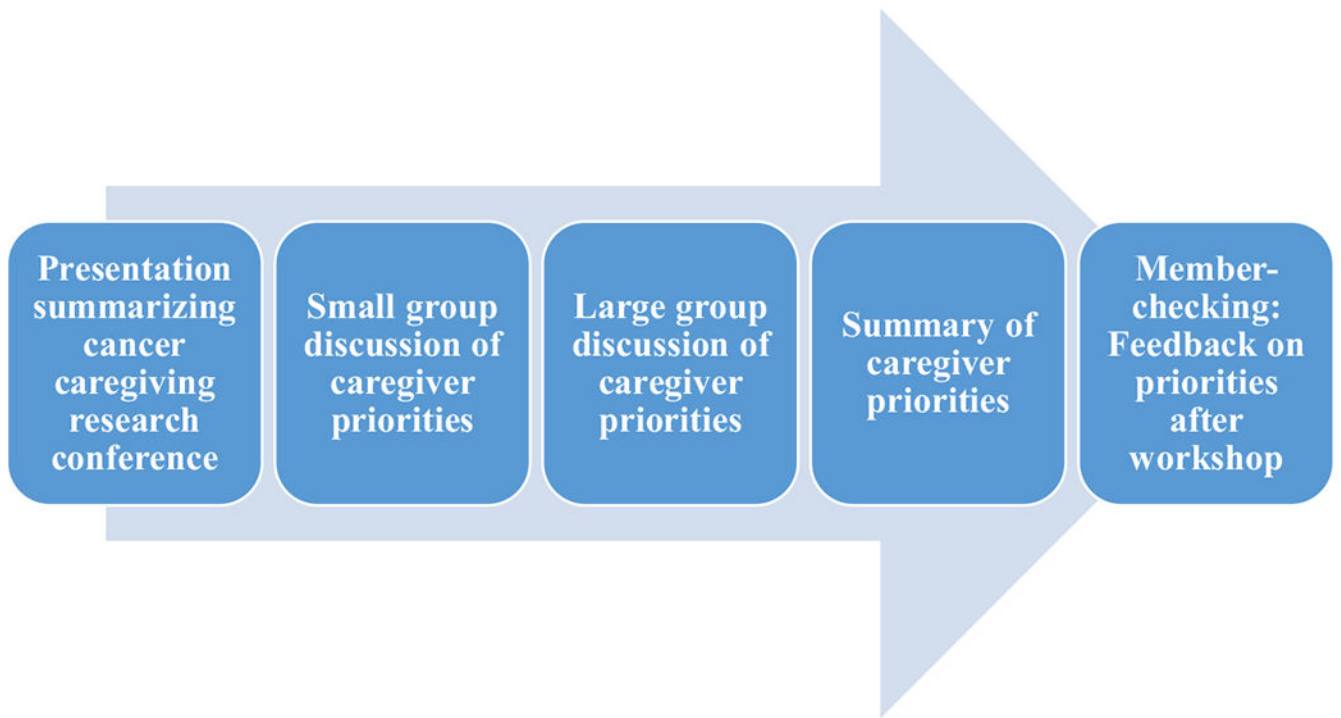 Presentation
summarizing
cancer
caregiving
research
conference
Small group
discussion of
caregiver
priorities
Large group
discussion of
caregiver
priorities
Summary of
caregiver
priorities
Member-
checking:
Feedback on
priorities
after
workshop